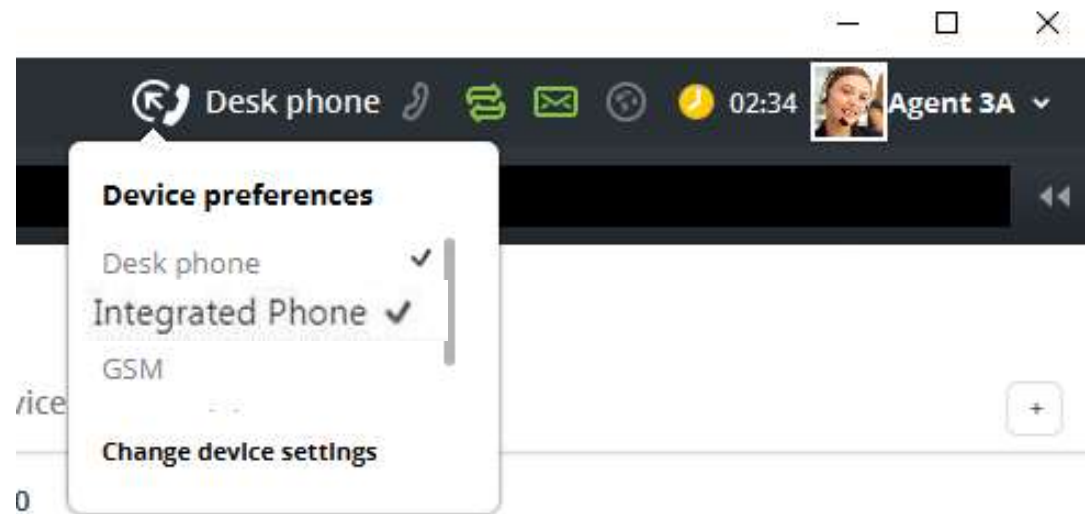 Desk phone 02:34 Agent 3A
Device preferences
Desk phone
Integrated Phone
GSM
vice
+
Change device settings
0